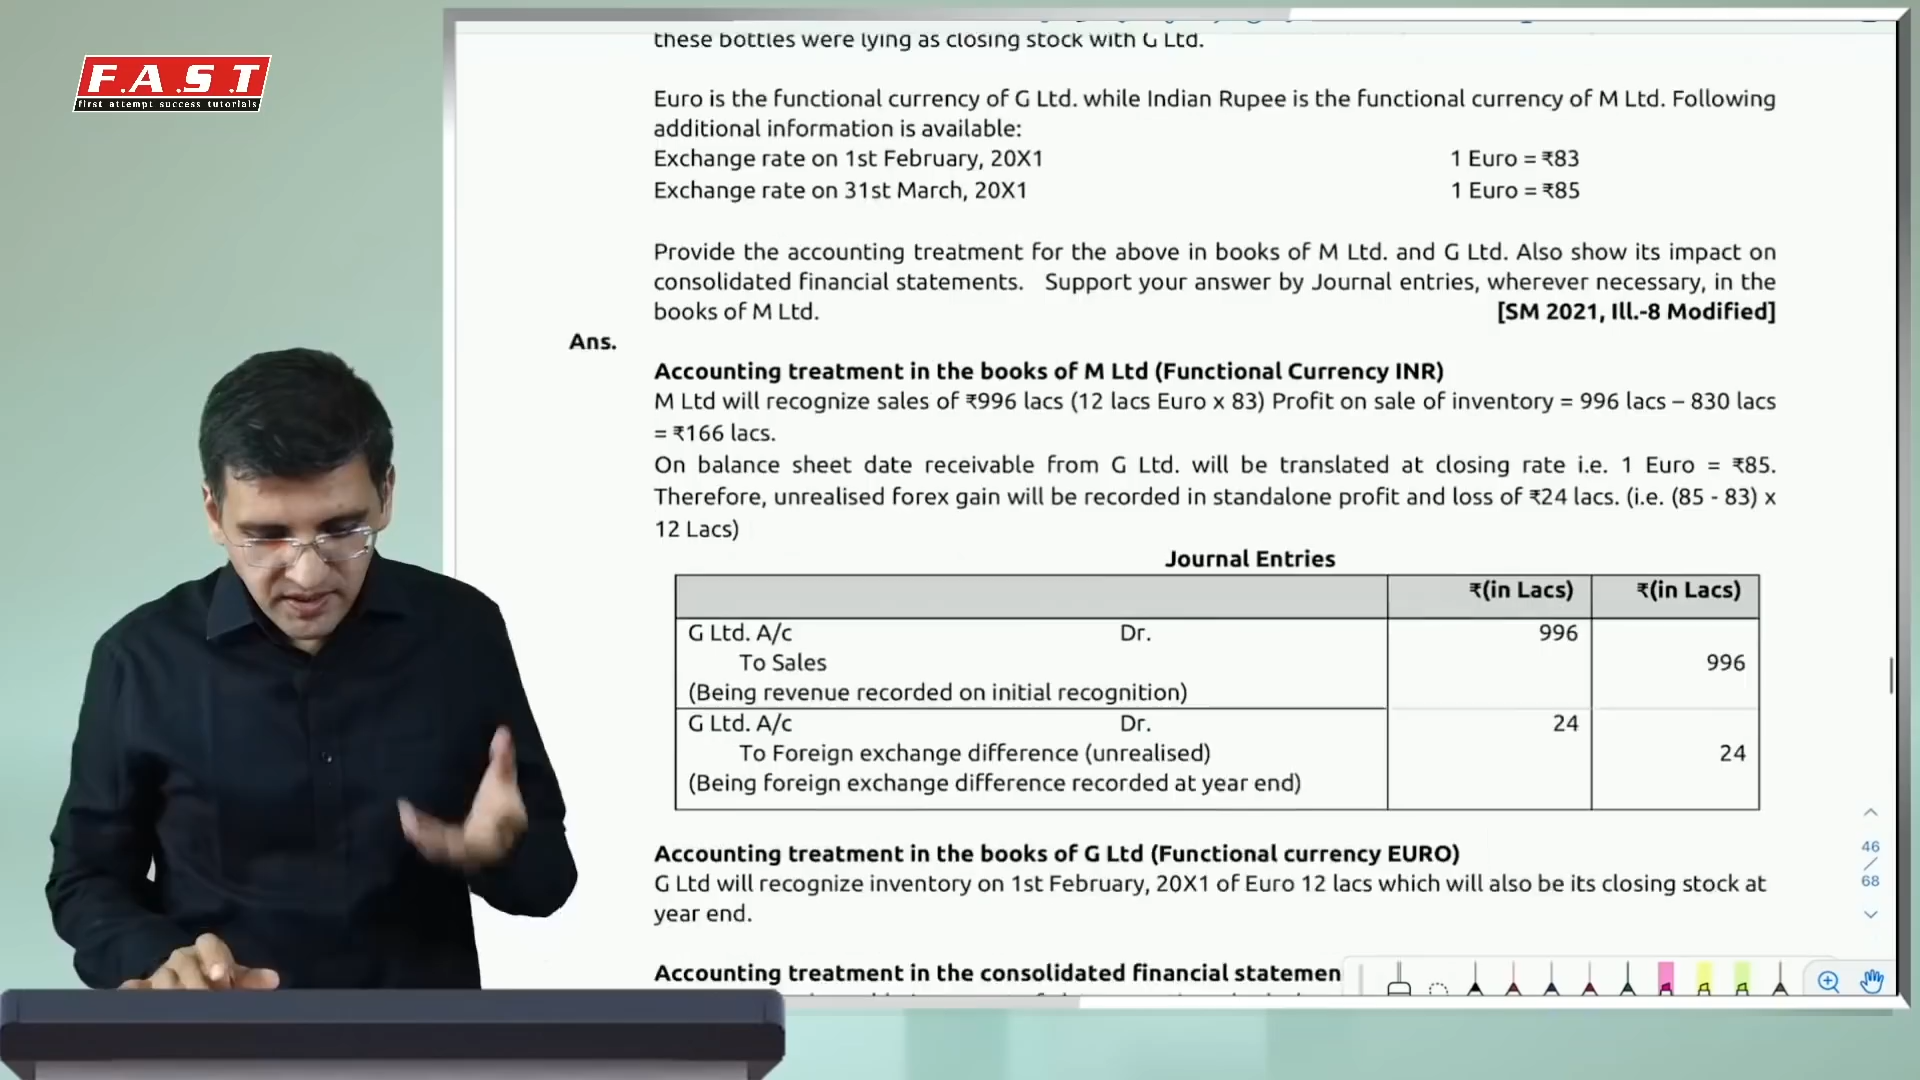 F.A.S.T
first attempt success tutorials
these bottles were lying as closing stock with G Ltd.
Euro is the functional currency of G Ltd. while Indian Rupee is the functional currency of M Ltd. Following
additional information is available:
Exchange rate on 1st February, 20X1 1 Euro = ₹83
Exchange rate on 31st March, 20X1 1 Euro = ₹85
Provide the accounting treatment for the above in books of M Ltd. and G Ltd. Also show its impact on
consolidated financial statements. Support your answer by Journal entries, wherever necessary, in the
books of M Ltd. [SM 2021, Ill.-8 Modified]
Ans.
Accounting treatment in the books of M Ltd (Functional Currency INR)
M Ltd will recognize sales of ₹996 lacs (12 lacs Euro x 83) Profit on sale of inventory = 996 lacs – 830 lacs
= ₹166 lacs.
On balance sheet date receivable from G Ltd. will be translated at closing rate i.e. 1 Euro = ₹85.
Therefore, unrealised forex gain will be recorded in standalone profit and loss of ₹24 lacs. (i.e. (85 - 83) x
12 Lacs)
Journal Entries
₹(in Lacs) ₹(in Lacs)
G Ltd. A/c Dr. 996
To Sales 996
(Being revenue recorded on initial recognition)
G Ltd. A/c Dr. 24
To Foreign exchange difference (unrealised) 24
(Being foreign exchange difference recorded at year end)
Accounting treatment in the books of G Ltd (Functional currency EURO)
G Ltd will recognize inventory on 1st February, 20X1 of Euro 12 lacs which will also be its closing stock at
year end.
Accounting treatment in the consolidated financial statemen
46
/
68